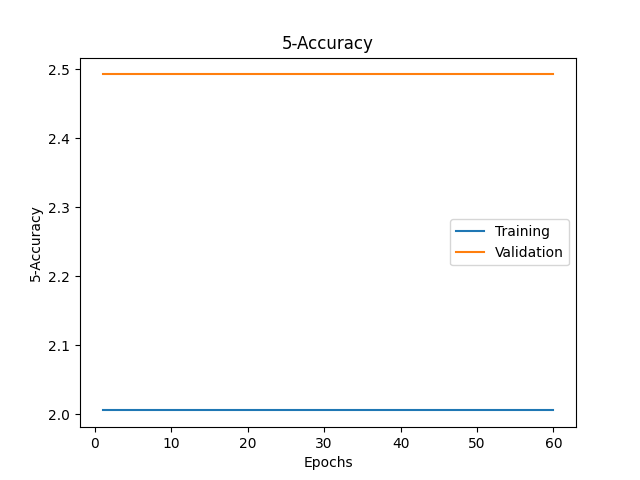 5-Accuracy
2.5
2.4
2.3
2.2
2.1
2.0
5-Accuracy
Training
Validation
0 10 20 30 40 50 60
Epochs